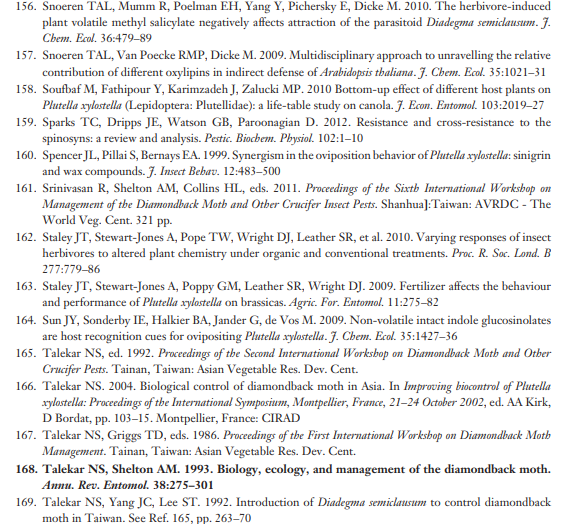 156. Snoeren TAL, Mumm R, Poelman EH, Yang Y, Pichersky E, Dicke M. 2010. The herbivore-induced
plant volatile methyl salicylate negatively affects attraction of the parasitoid Diadegma semiclausum. J.
Chem. Ecol. 36:479–89
157. Snoeren TAL, Van Poecke RMP, Dicke M. 2009. Multidisciplinary approach to unravelling the relative
contribution of different oxylipins in indirect defense of Arabidopsis thaliana. J. Chem. Ecol. 35:1021–31
158. Soufbaf M, Fathipour Y, Karimzadeh J, Zalucki MP. 2010 Bottom-up effect of different host plants on
Plutella xylostella (Lepidoptera: Plutellidae): a life-table study on canola. J. Econ. Entomol. 103:2019–27
159. Sparks TC, Dripps JE, Watson GB, Paroonagian D. 2012. Resistance and cross-resistance to the
spinosyns: a review and analysis. Pestic. Biochem. Physiol. 102:1–10
160. Spencer JL, Pillai S, Bernays EA. 1999. Synergism in the oviposition behavior of Plutella xylostella: sinigrin
and wax compounds. J. Insect Behav. 12:483–500
161. Srinivasan R, Shelton AM, Collins HL, eds. 2011. Proceedings of the Sixth International Workshop on
Management of the Diamondback Moth and Other Crucifer Insect Pests. Shanhua]:Taiwan: AVRDC - The
World Veg. Cent. 321 pp.
162. Staley JT, Stewart-Jones A, Pope TW, Wright DJ, Leather SR, et al. 2010. Varying responses of insect
herbivores to altered plant chemistry under organic and conventional treatments. Proc. R. Soc. Lond. B
277:779–86
163. Staley JT, Stewart-Jones A, Poppy GM, Leather SR, Wright DJ. 2009. Fertilizer affects the behaviour
and performance of Plutella xylostella on brassicas. Agric. For. Entomol. 11:275–82
164. Sun JY, Sonderby IE, Halkier BA, Jander G, de Vos M. 2009. Non-volatile intact indole glucosinolates
are host recognition cues for ovipositing Plutella xylostella. J. Chem. Ecol. 35:1427–36
165. Talekar NS, ed. 1992. Proceedings of the Second International Workshop on Diamondback Moth and Other
Crucifer Pests. Tainan, Taiwan: Asian Vegetable Res. Dev. Cent.
166. Talekar NS. 2004. Biological control of diamondback moth in Asia. In Improving biocontrol of Plutella
xylostella: Proceedings of the International Symposium, Montpellier, France, 21–24 October 2002, ed. AA Kirk,
D Bordat, pp. 103–15. Montpellier, France: CIRAD
167. Talekar NS, Griggs TD, eds. 1986. Proceedings of the First International Workshop on Diamondback Moth
Management. Tainan, Taiwan: Asian Vegetable Res. Dev. Cent.
168. Talekar NS, Shelton AM. 1993. Biology, ecology, and management of the diamondback moth.
Annu. Rev. Entomol. 38:275–301
169. Talekar NS, Yang JC, Lee ST. 1992. Introduction of Diadegma semiclausum to control diamondback
moth in Taiwan. See Ref. 165, pp. 263–70